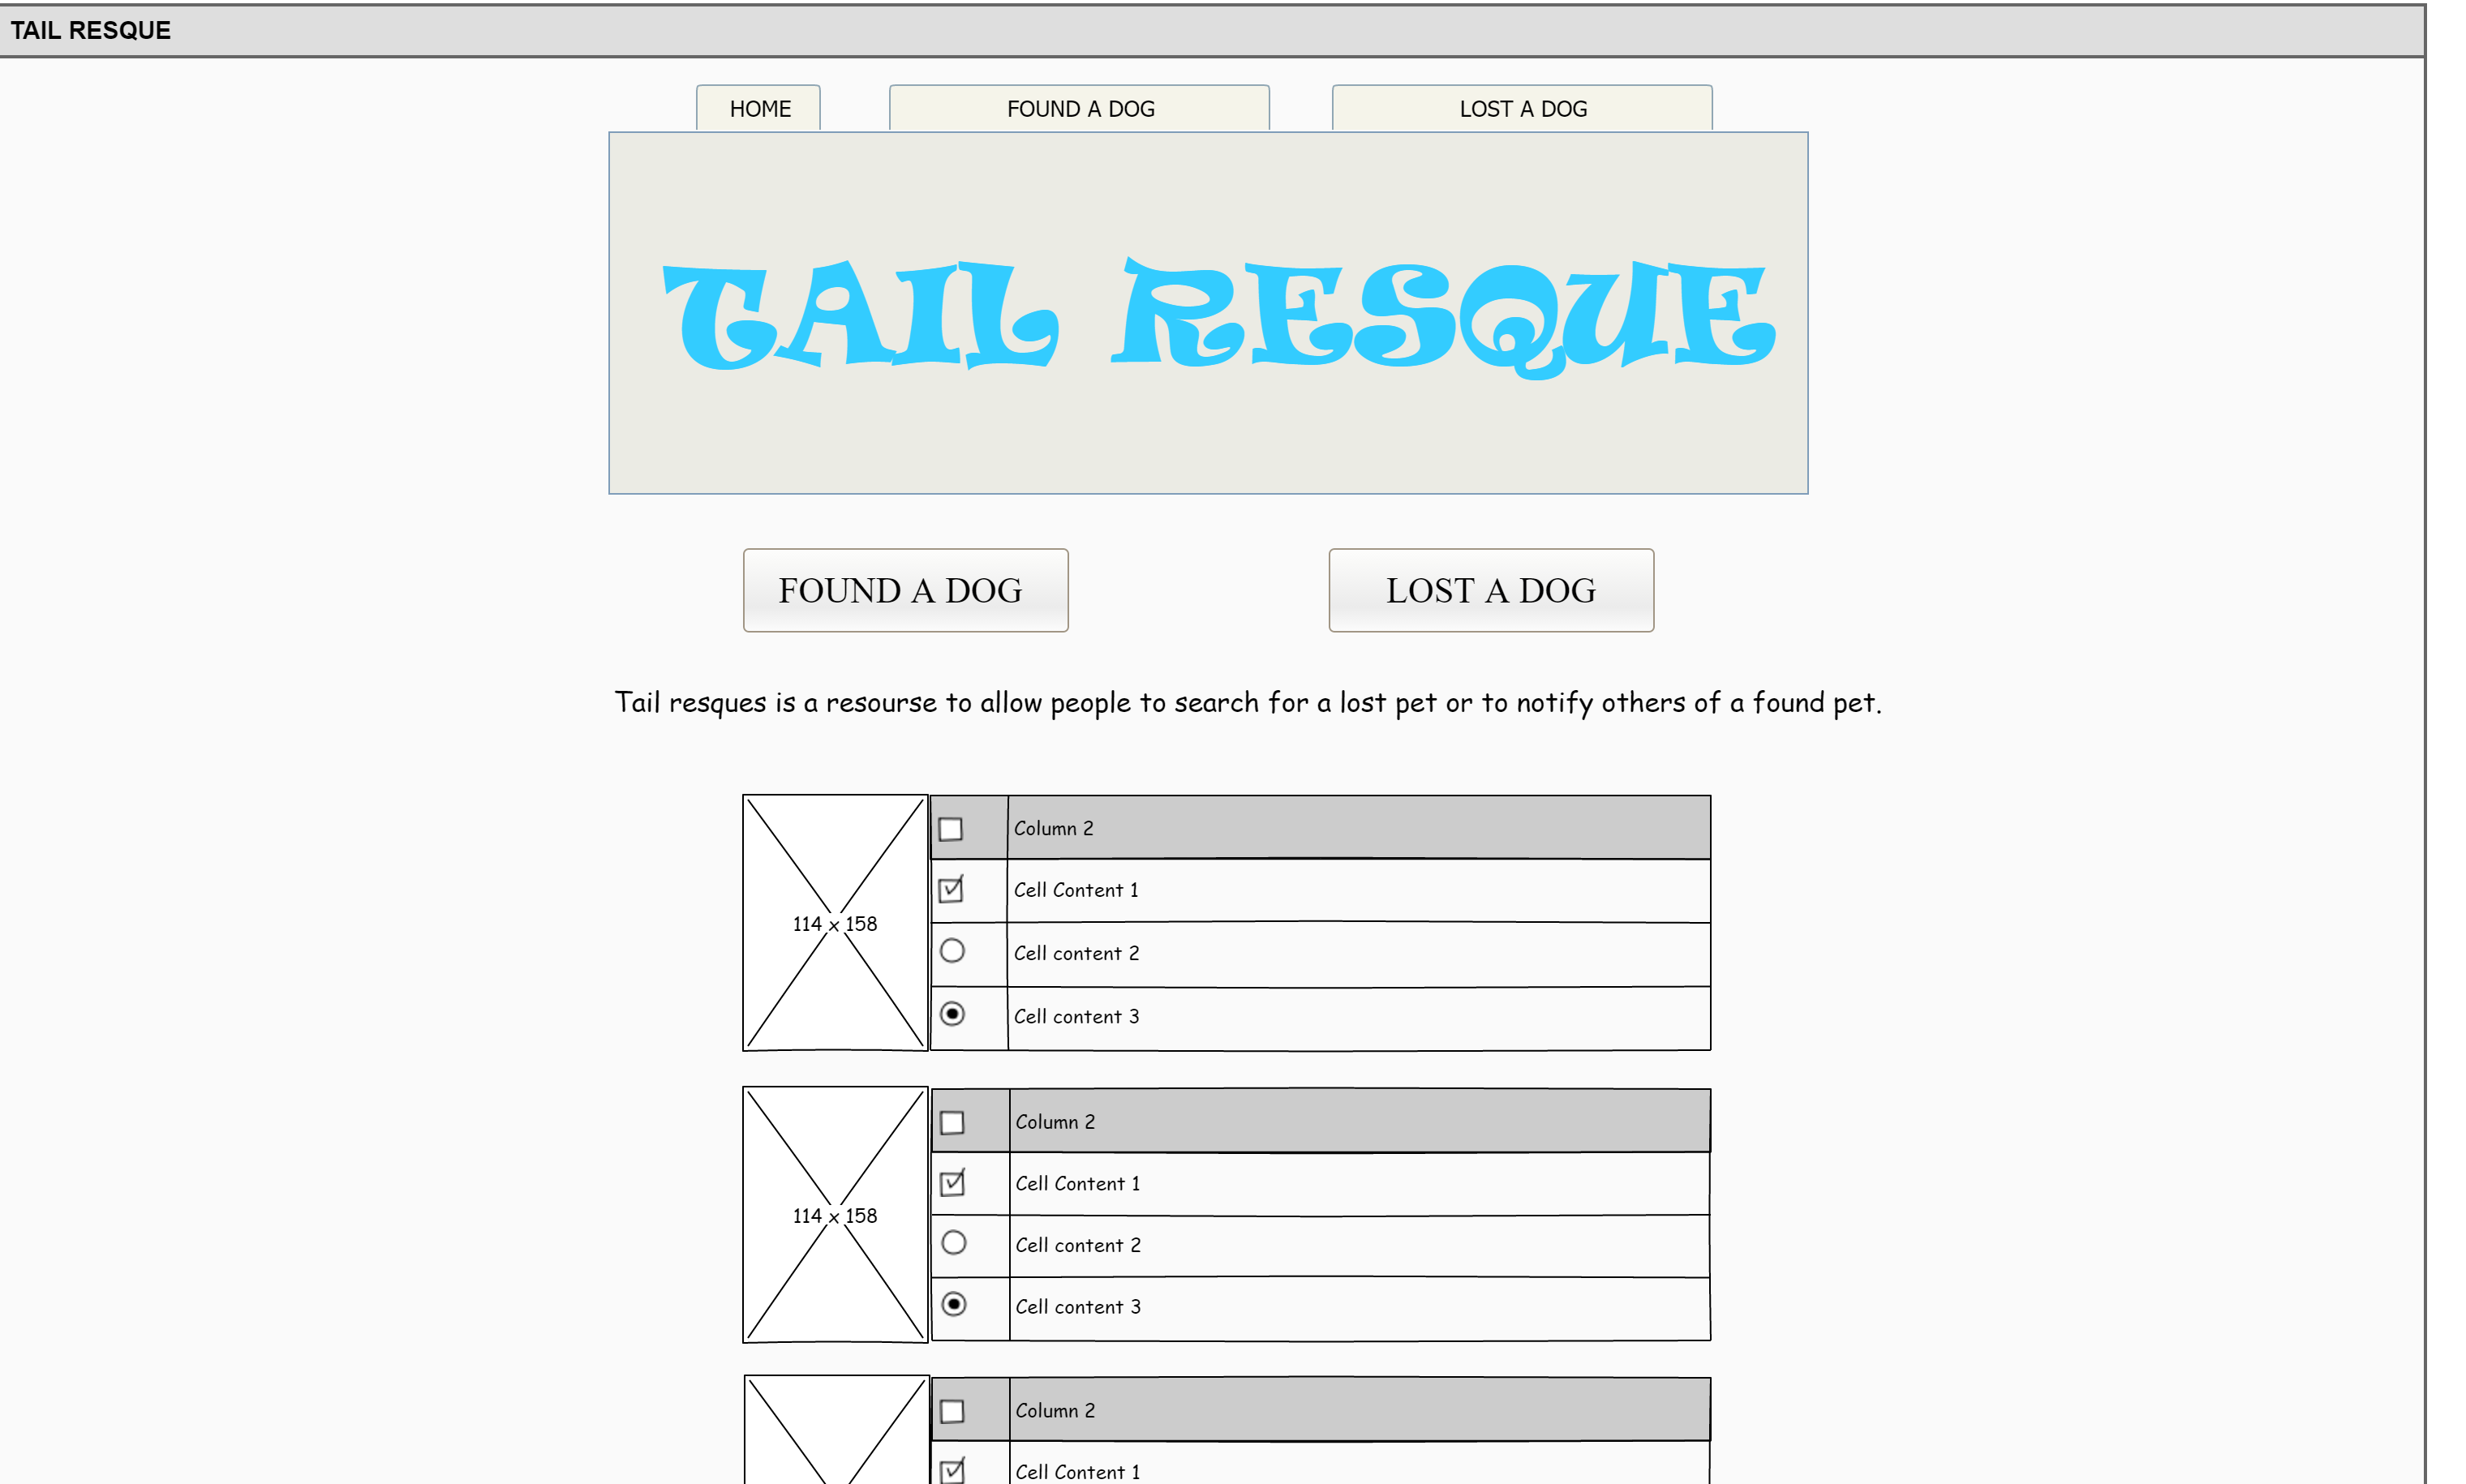 TAIL RESQUE
HOME
FOUND A DOG
LOST A DOG
TAIL RESQUE
FOUND A DOG
LOST A DOG
Tail resques is a resourse to allow people to search for a lost pet or to notify others of a found pet.
114 x 158
Column 2
Cell Content 1
Cell content 2
Cell content 3
114 x 158
Column 2
Cell Content 1
Cell content 2
Cell content 3
Column 2
Cell Content 1